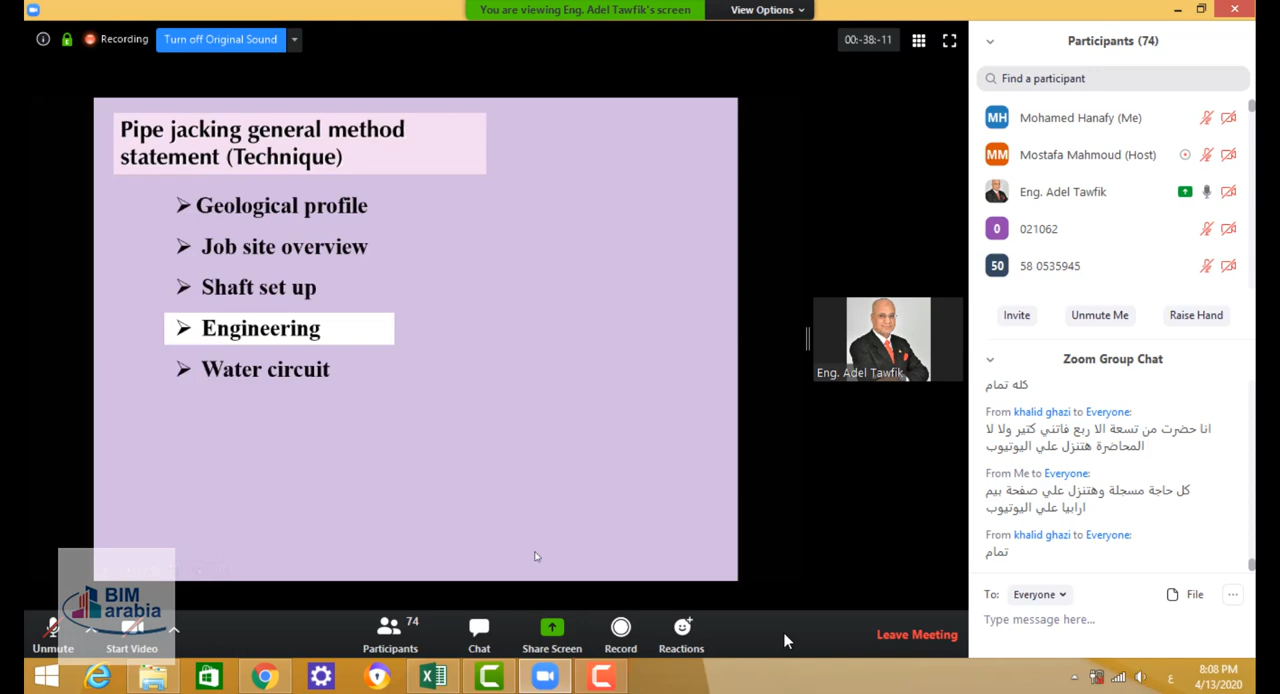 You are viewing Eng. Adel Tawfik's screen
View Options
Recording
Turn off Original Sound
00:-38:-11
Participants (74)
Find a participant
Pipe jacking general method
statement (Technique)
Geological profile
Job site overview
Shaft set up
Engineering
Water circuit
Eng. Adel Tawfik
MH Mohamed Hanafy (Me)
MM Mostafa Mahmoud (Host)
Eng. Adel Tawfik
0 021062
50 58 0535945
Invite
Unmute Me
Raise Hand
Zoom Group Chat
كله تمام
From khalid ghazi to Everyone:
انا حضرت من تسعة الا ربع فاتني كتير ولا لا
المحاضرة هتنزل علي اليوتيوب
From Me to Everyone:
كل حاجة مسجلة وهتنزل علي صفحة بيم
ارابيا علي اليوتيوب
From khalid ghazi to Everyone:
تمام
To: Everyone
File
Type message here...
BIM
arabia
Unmute
Start Video
Participants
74
Chat
Share Screen
Record
Reactions
Leave Meeting
ع
8:08 PM
4/13/2020